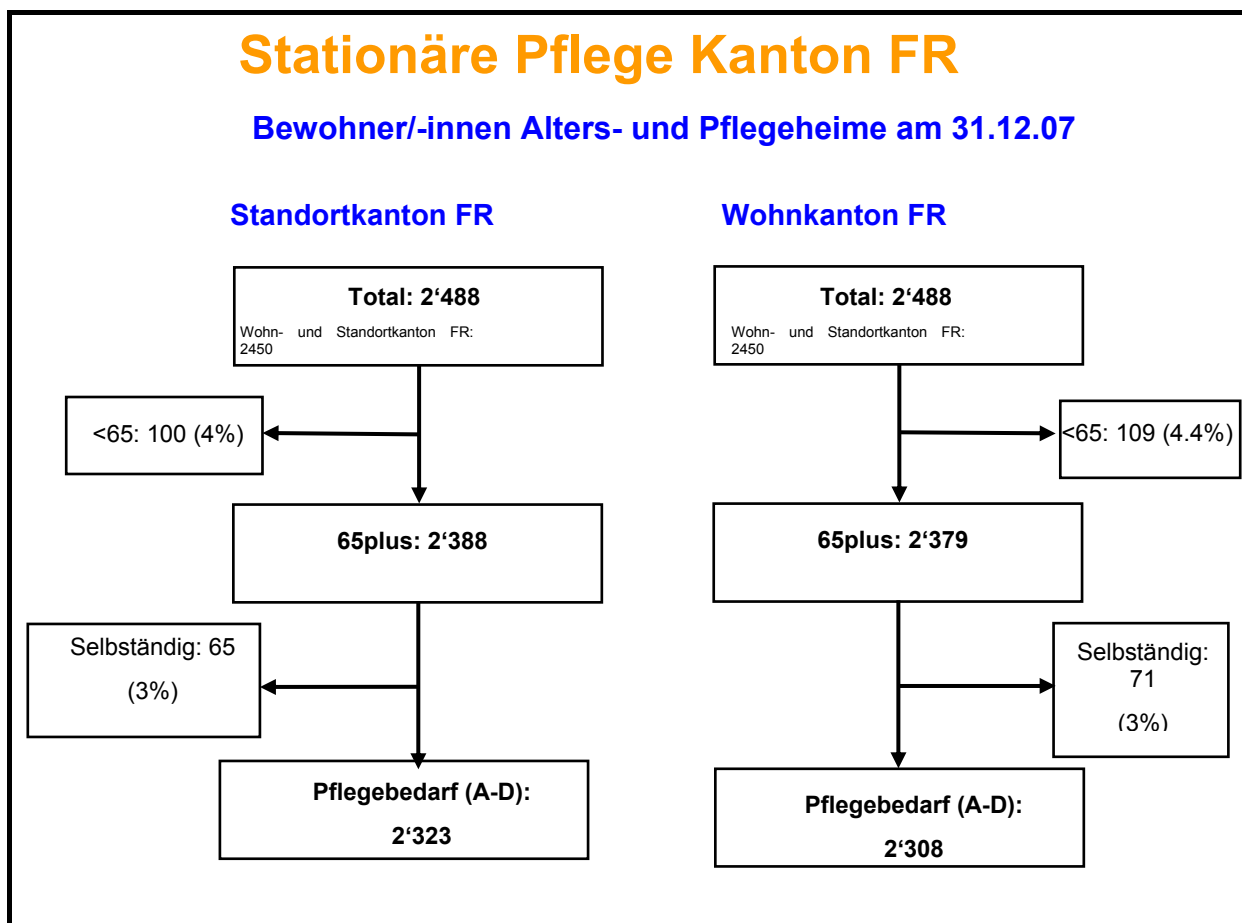 Stationäre Pflege Kanton FR
Bewohner/-innen Alters- und Pflegeheime am 31.12.07
Standortkanton FR
Total: 2‘488
Wohn- und Standortkanton FR:
2450
<65: 100 (4%)
65plus: 2‘388
Selbständig: 65
(3%)
Pflegebedarf (A-D):
2‘323
Wohnkanton FR
Total: 2‘488
Wohn- und Standortkanton FR:
2450
<65: 109 (4.4%)
65plus: 2‘379
Selbständig:
71
(3%)
Pflegebedarf (A-D):
2‘308